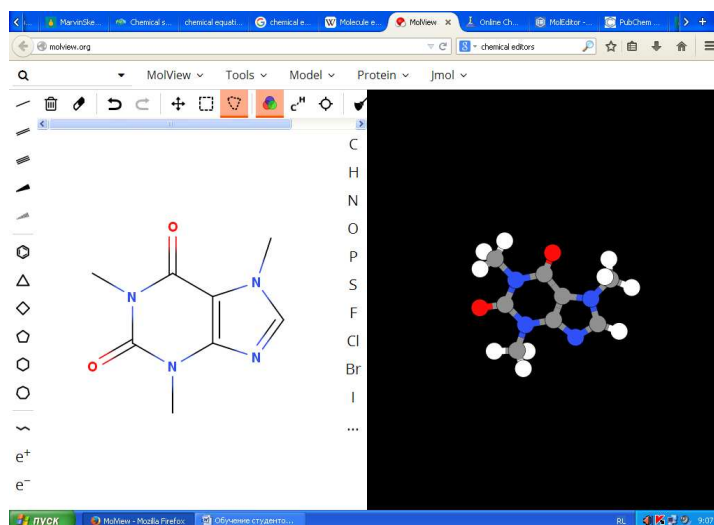 MarvinSke...
Chemical s...
chemical equati...
chemical e...
Molecule e...
MolView
Online Ch...
MolEditor -...
PubChem
molview.org
chemical editors
MolView
Tools
Model
Protein
Jmol
C
H
N
O
P
S
F
Cl
Br
I
...
e+
e−
O
N
N
O
N
N
пуск
MolView - Mozilla Firefox
Обучение студенто...
RL
9:07